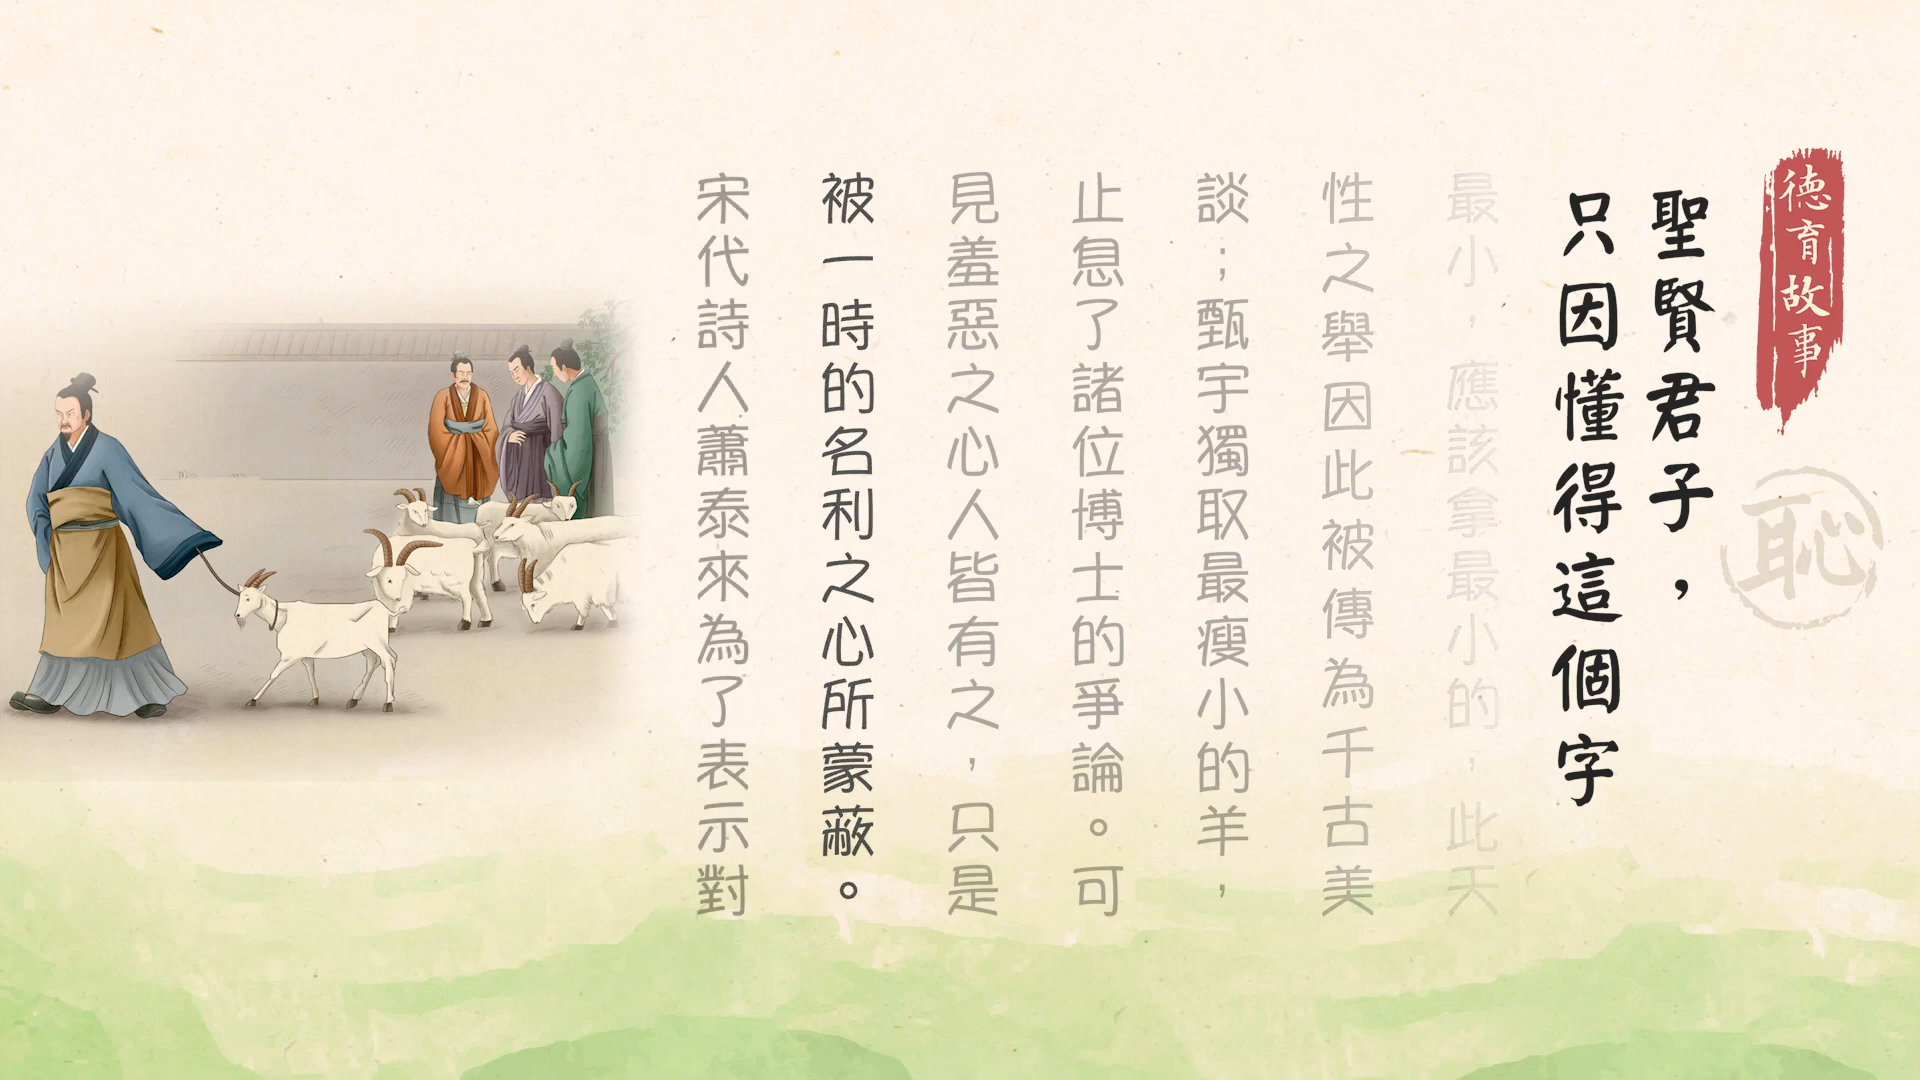 德育故事
恥
聖賢君子，
只因懂得這個字
最小，應該拿最小的，此天
性之舉因此被傳為千古美
談；甄宇獨取最瘦小的羊，
止息了諸位博士的爭論。可
見羞惡之心人皆有之，只是
被一時的名利之心所蒙蔽。
宋代詩人蕭泰來為了表示對